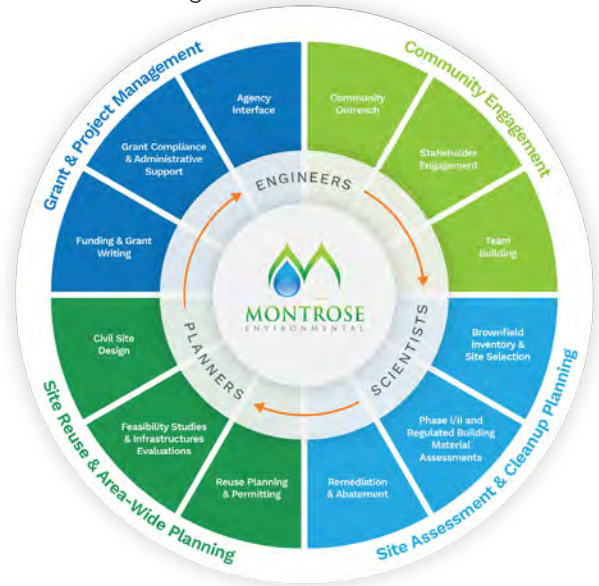 Grant & Project Management
Agency
Interface
Grant Compliance
& Administrative
Support
Funding & Grant
Writing
Community Engagement
Community
Outreach
Stakeholder
Engagement
Team
Building
Site Assessment & Cleanup Planning
Brownfield
Inventory &
Site Selection
Phase I/II and
Regulated Building
Material
Assessments
Remediation
& Abatement
Site Reuse & Area-Wide Planning
Reuse Planning
& Permitting
Feasibility Studies
& Infrastructures
Evaluations
Civil Site
Design
ENGINEERS
SCIENTISTS
PLANNERS
MONTROSE
ENVIRONMENTAL